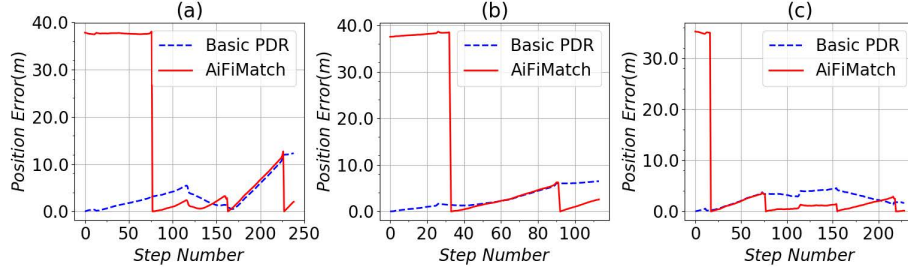 (a)
40.0
30.0
20.0
10.0
0.0
Position Error(m)
Basic PDR
AiFiMatch
0 50 100 150 200 250
Step Number
(b)
40.0
30.0
20.0
10.0
0.0
Position Error(m)
Basic PDR
AiFiMatch
0 20 40 60 80 100
Step Number
(c)
30.0
20.0
10.0
0.0
Position Error(m)
Basic PDR
AiFiMatch
0 50 100 150 200
Step Number